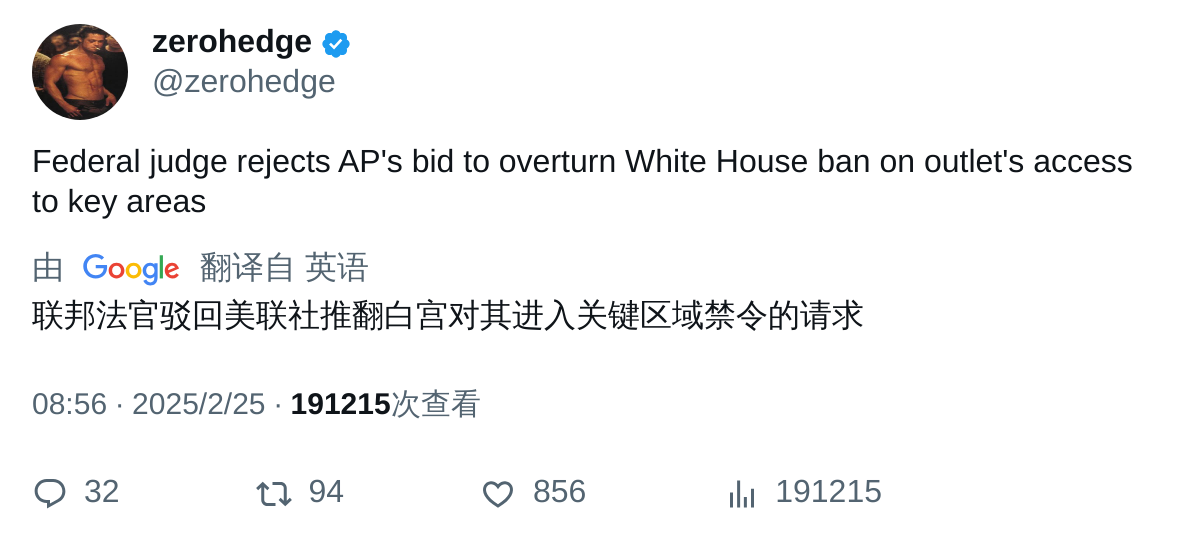 zerohedge
@zerohedge
Federal judge rejects AP's bid to overturn White House ban on outlet's access
to key areas
由 Google 翻译自 英语
联邦法官驳回美联社推翻白宫对其进入关键区域禁令的请求
08:56 · 2025/2/25 · 191215次查看
32 94 856 191215